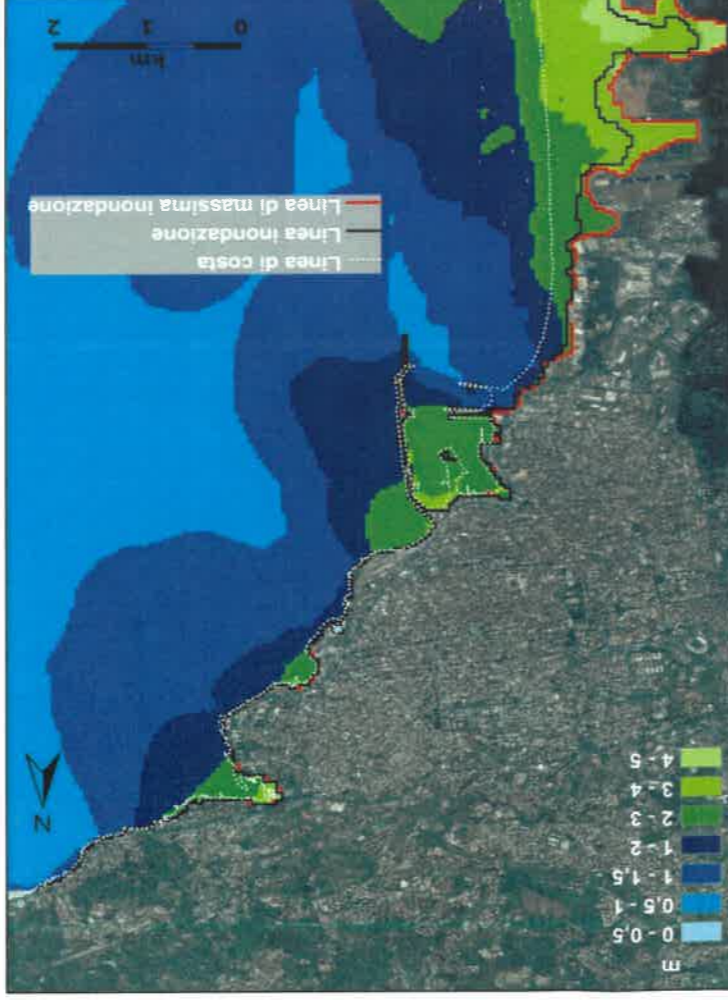 m
0 - 0,5
0,5 - 1
1 - 1,5
1 - 2
2 - 3
3 - 4
4 - 5
N
Linea di costa
Linea inondazione
Linea di massima inondazione
km
0 1 2